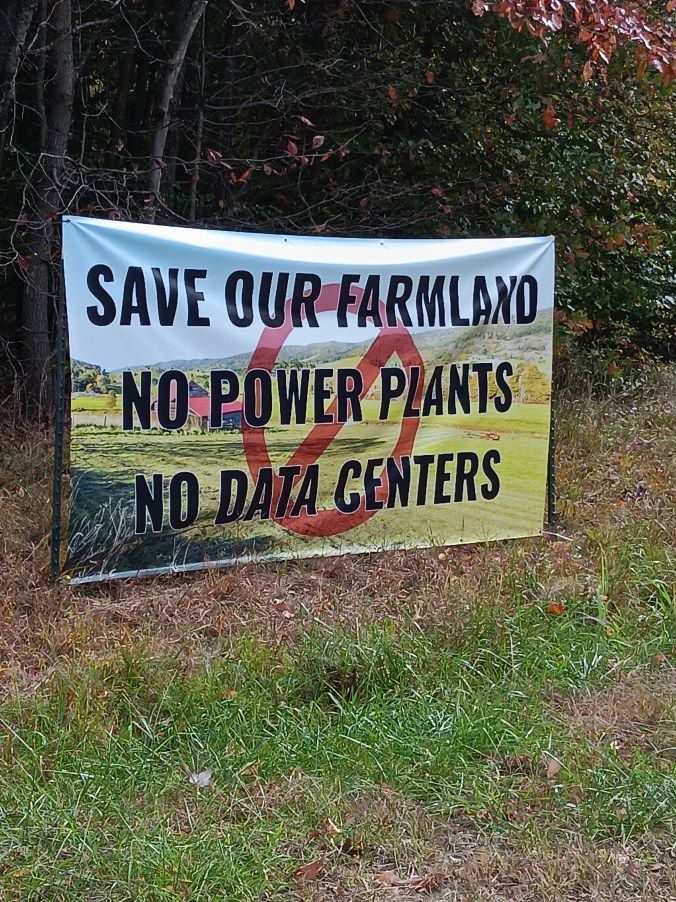 SAVE OUR FARMLAND
NO POWER PLANTS
NO DATA CENTERS